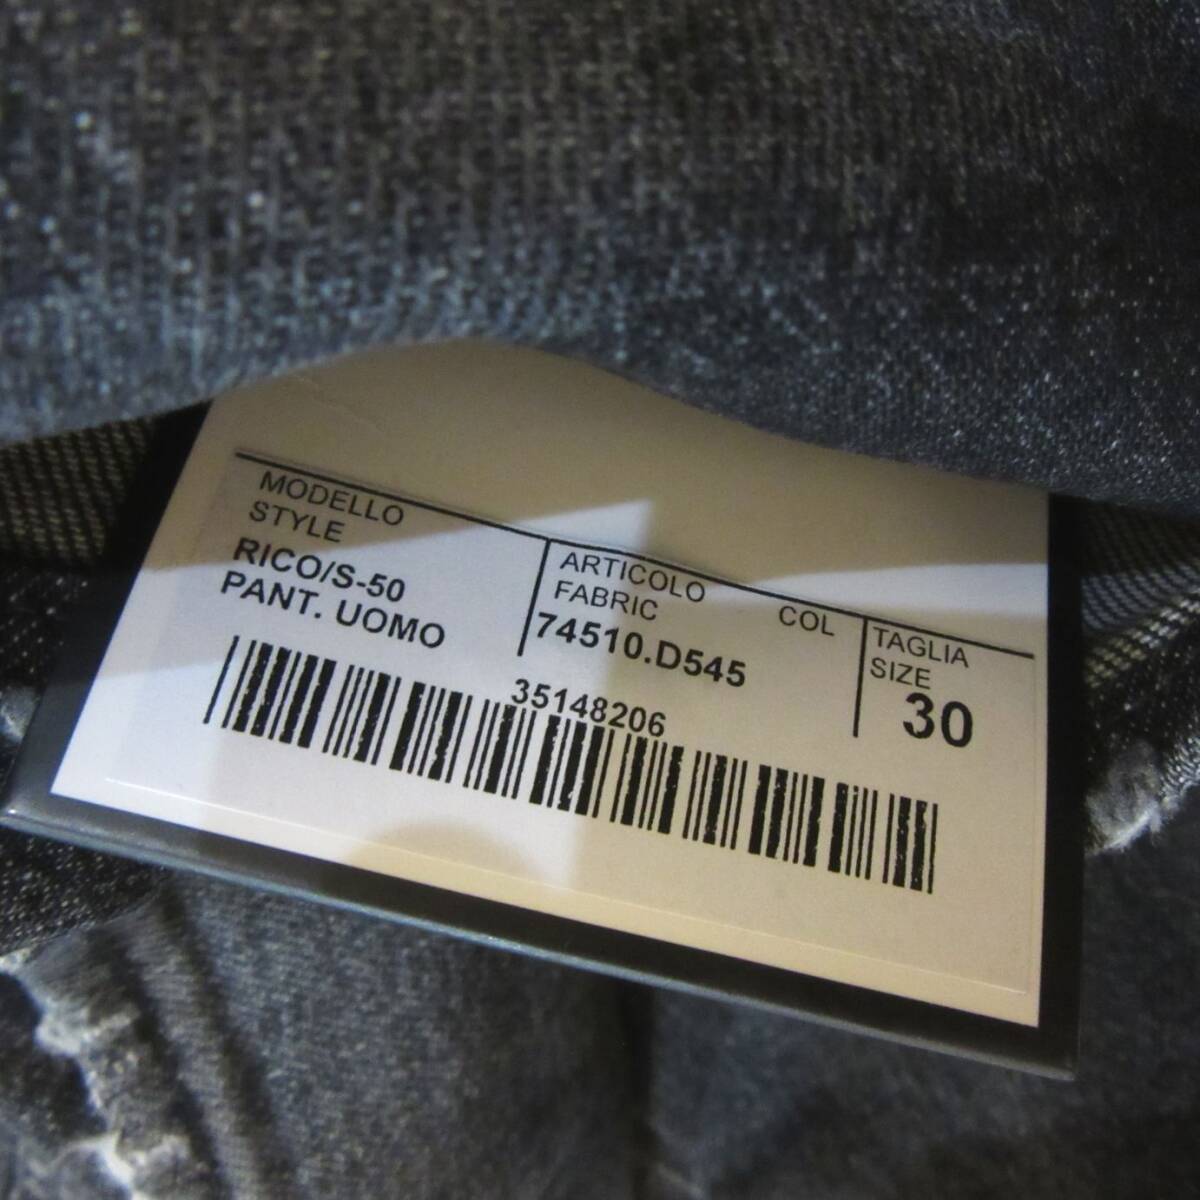 MODELLO
STYLE
RICO/S-50
PANT. UOMO
ARTICOLO COL
FABRIC
74510.D545
TAGLIA
SIZE
30
35148206